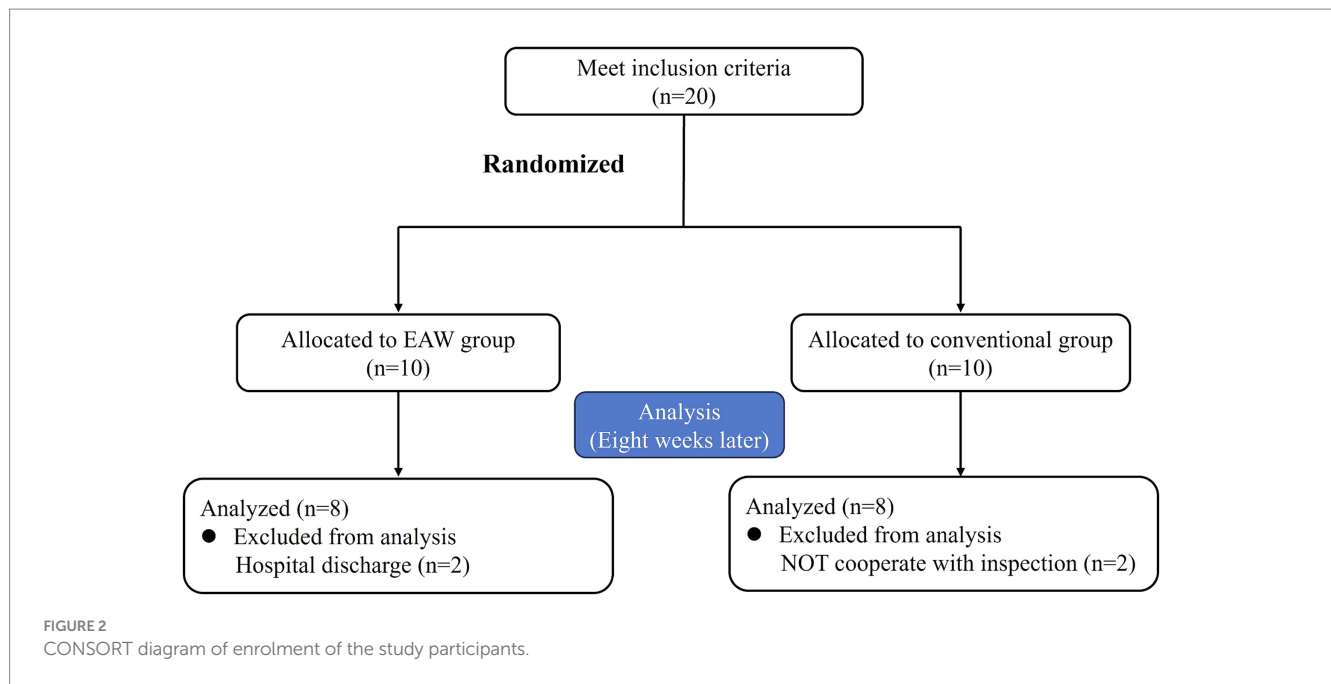 Meet inclusion criteria
(n=20)
Randomized
Allocated to EAW group
(n=10)
Allocated to conventional group
(n=10)
Analysis
(Eight weeks later)
Analyzed (n=8)
● Excluded from analysis
Hospital discharge (n=2)
Analyzed (n=8)
● Excluded from analysis
NOT cooperate with inspection (n=2)
FIGURE 2
CONSORT diagram of enrolment of the study participants.